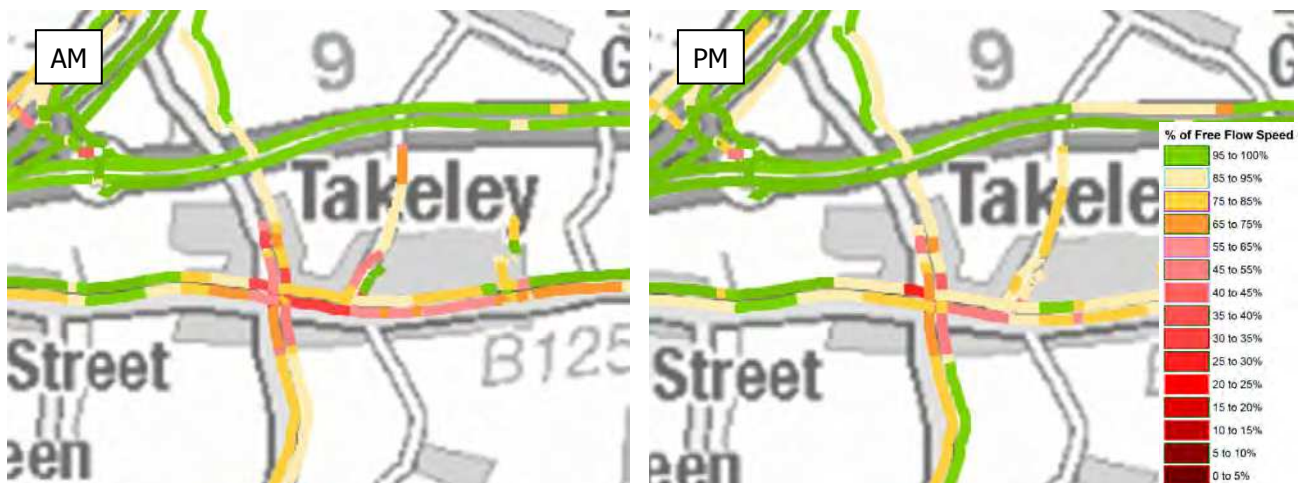 AM
9
G
Takeley
Street
een
B125
PM
9
G
Takele
Street
een
% of Free Flow Speed
95 to 100%
85 to 95%
75 to 85%
65 to 75%
55 to 65%
45 to 55%
40 to 45%
35 to 40%
30 to 35%
25 to 30%
20 to 25%
15 to 20%
10 to 15%
5 to 10%
0 to 5%